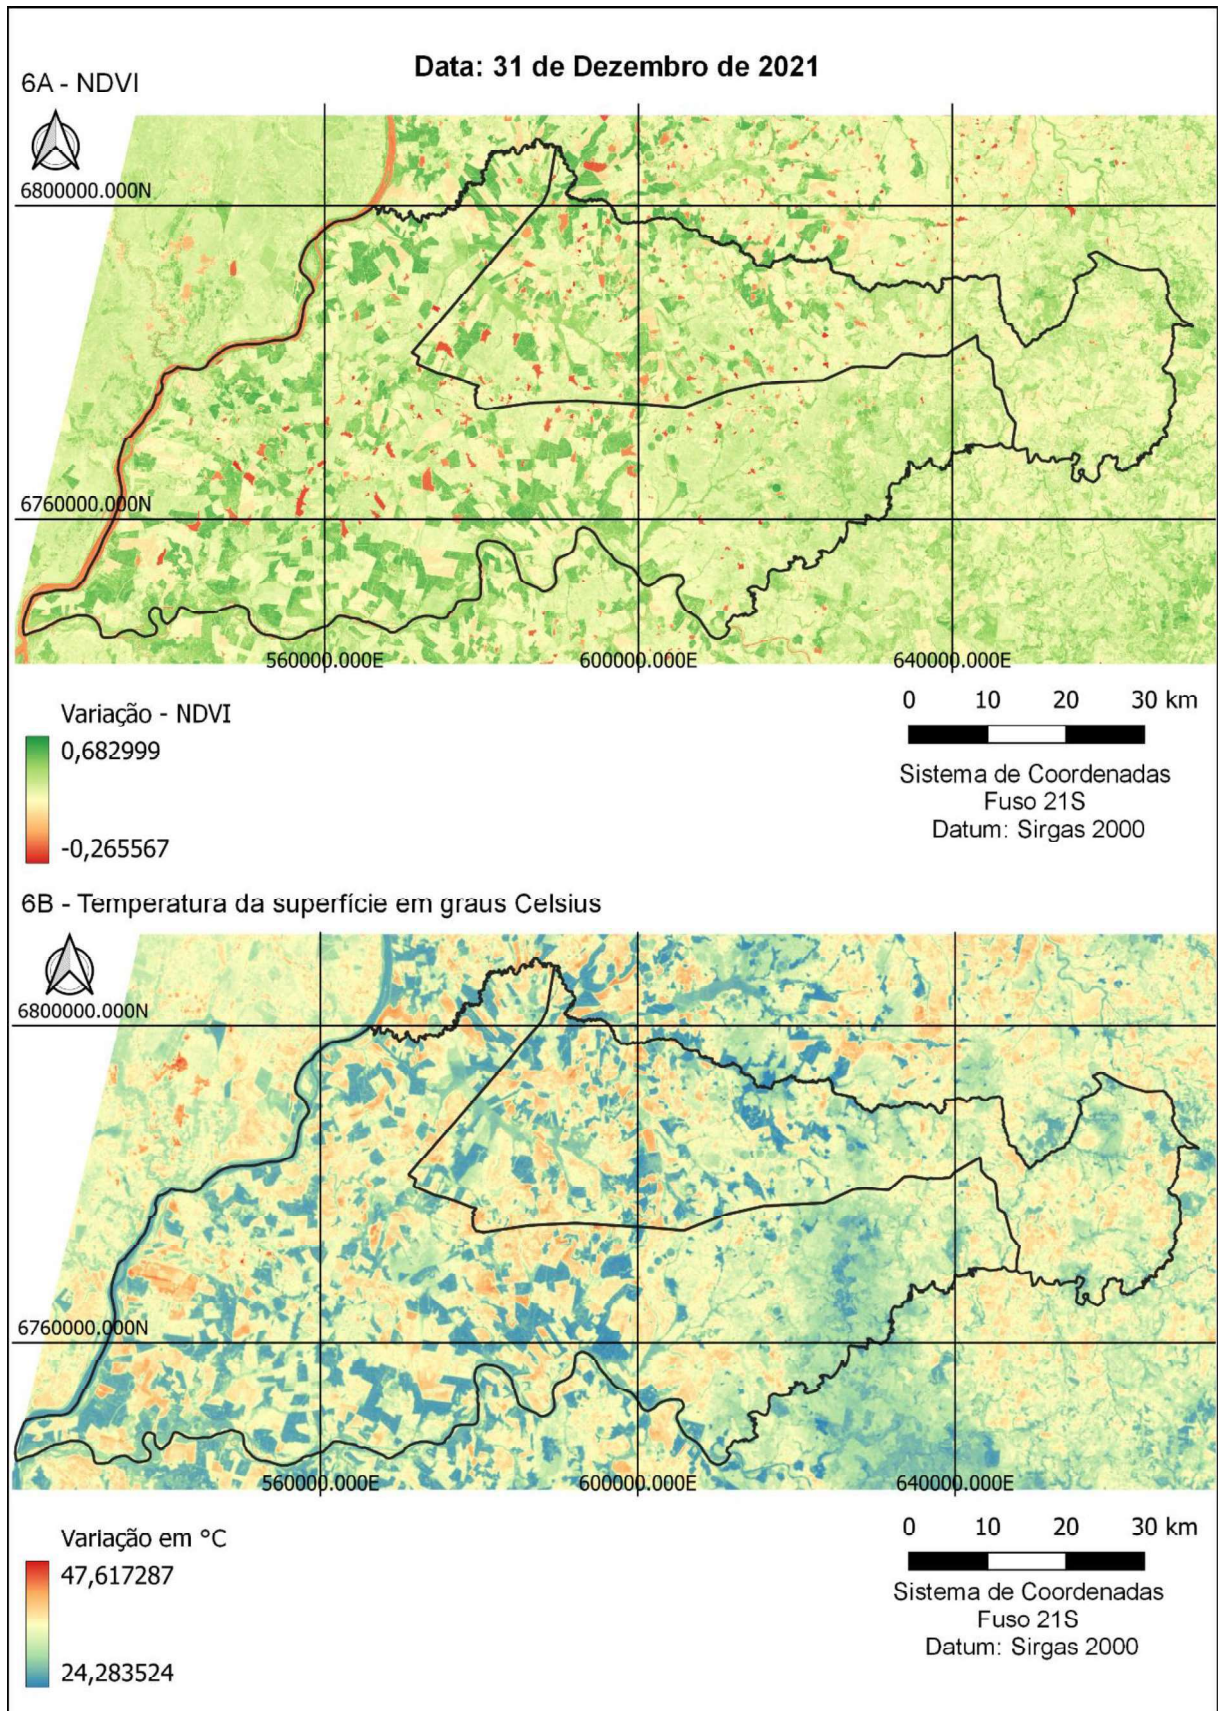 Data: 31 de Dezembro de 2021
6A - NDVI
6800000.000N
6760000.000N
560000.000E
600000.000E
640000.000E
Variação - NDVI
0,682999
-0,265567
0 10 20 30 km
Sistema de Coordenadas
Fuso 21S
Datum: Sirgas 2000
6B - Temperatura da superfície em graus Celsius
6800000.000N
6760000.000N
560000.000E
600000.000E
640000.000E
Variação em °C
47,617287
24,283524
0 10 20 30 km
Sistema de Coordenadas
Fuso 21S
Datum: Sirgas 2000